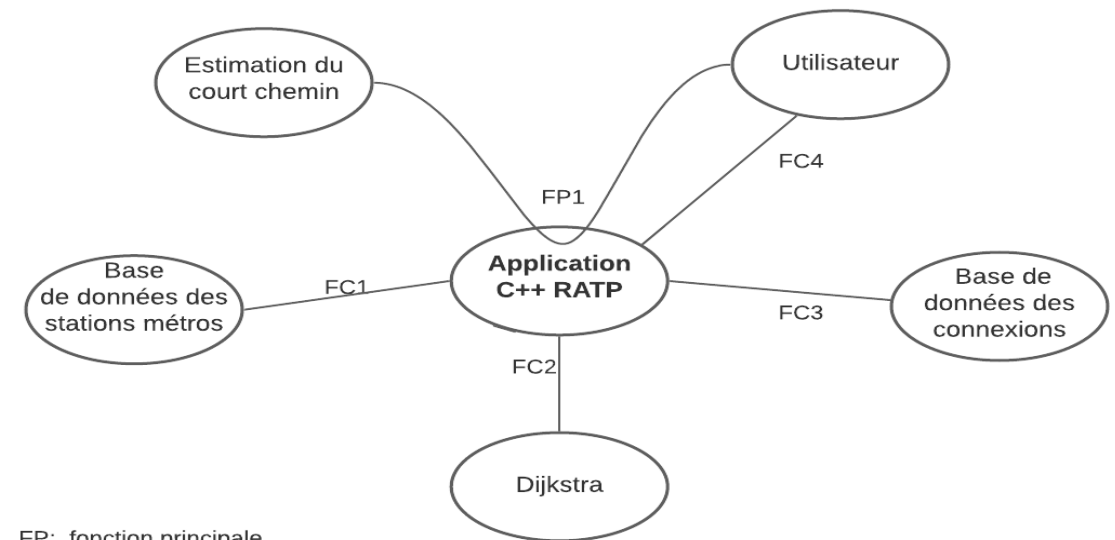 Estimation du
court chemin
Utilisateur
FC4
FP1
Application
C++ RATP
Base
de données des
stations métros
FC1
Base de
données des
connexions
FC3
FC2
Dijkstra
FP: fonction principale